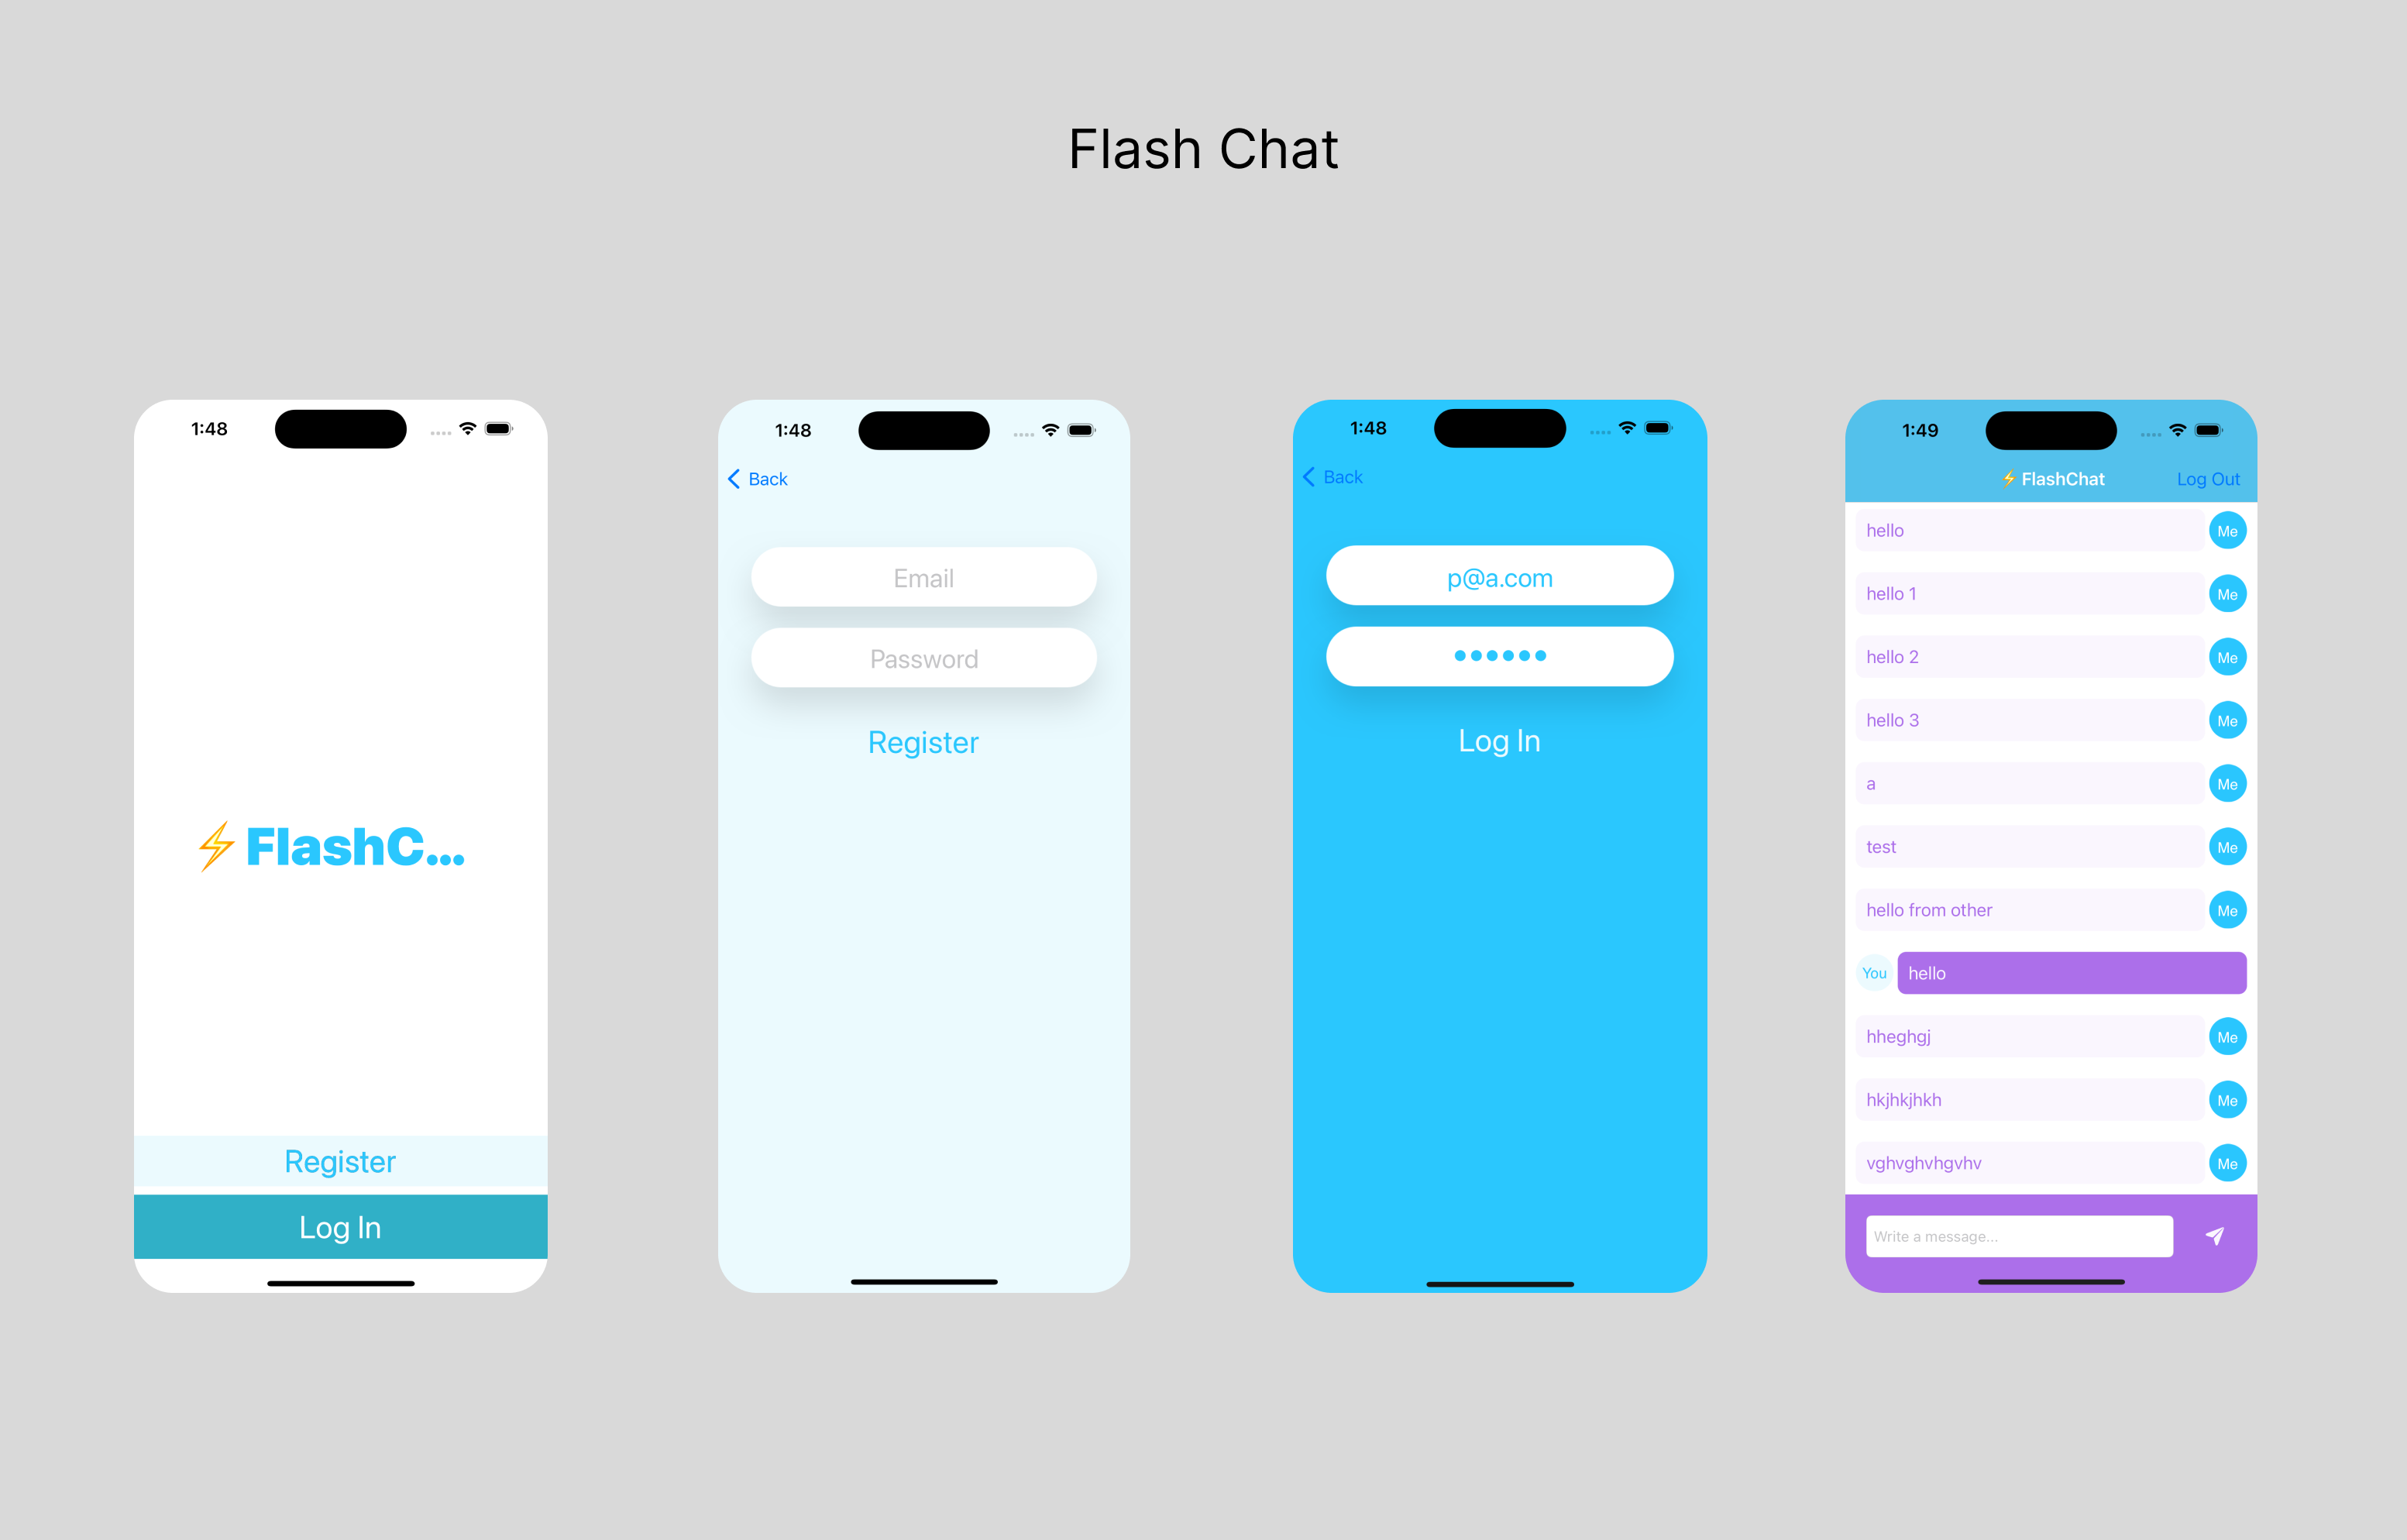 Flash Chat
1:48
⚡️FlashC...
Register
Log In
1:48
Back
Email
Password
Register
1:48
Back
p@a.com
••••••
Log In
1:49
⚡️FlashChat
Log Out
hello
Me
hello 1
Me
hello 2
Me
hello 3
Me
a
Me
test
Me
hello from other
Me
You
hello
hheghgj
Me
hkjhkjhkh
Me
vghvghvhgvhv
Me
Write a message...